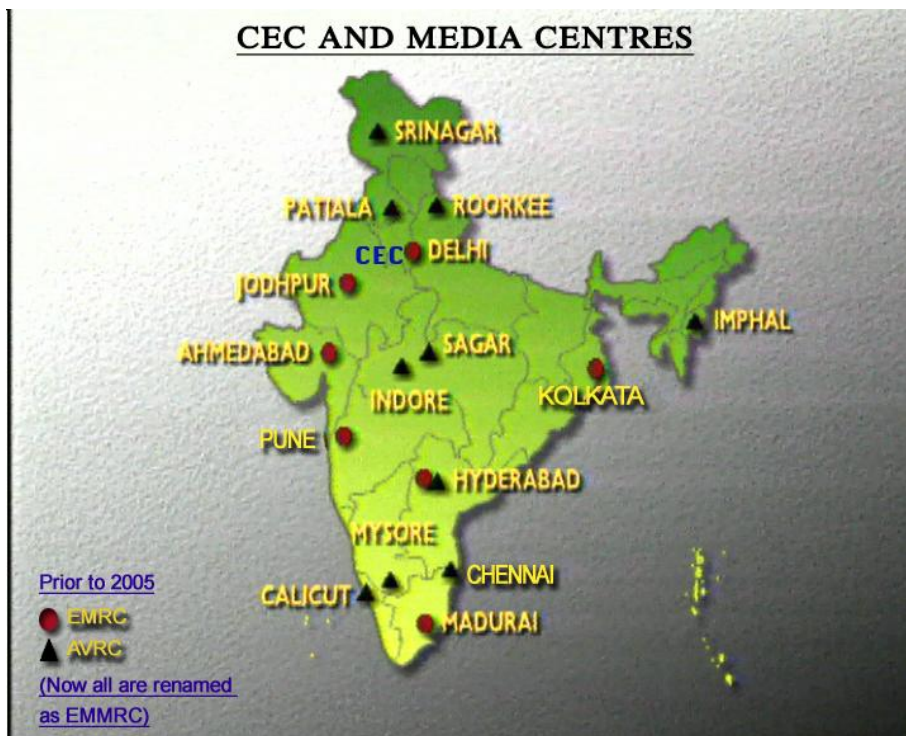 CEC AND MEDIA CENTRES
SRINAGAR
PATIALA
ROORKEE
CEC
DELHI
JODHPUR
IMPHAL
AHMEDABAD
SAGAR
INDORE
KOLKATA
PUNE
HYDERABAD
MYSORE
CHENNAI
CALICUT
MADURAI
Prior to 2005
EMRC
AVRC
(Now all are renamed
as EMMRC)